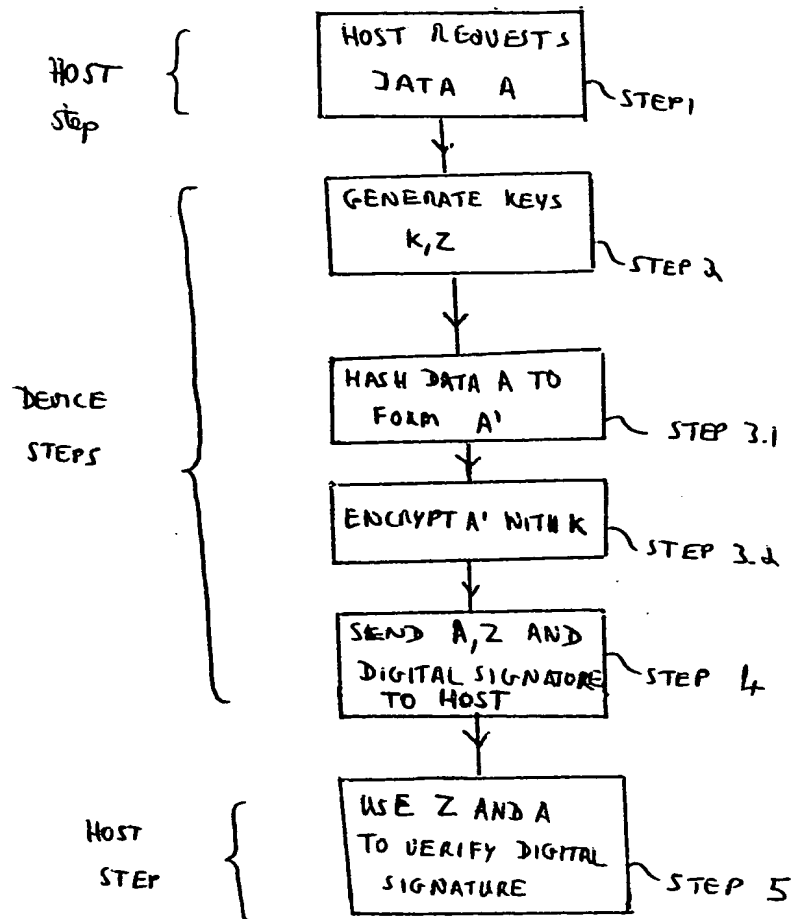 HOST REQUESTS
DATA A
STEP 1
HOST
step
GENERATE KEYS
K, Z
STEP 2
HASH DATA A TO
FORM A'
STEP 3.1
DEVICE
STEPS
ENCRYPT A' WITH K
STEP 3.2
SEND A, Z AND
DIGITAL SIGNATURE
TO HOST
STEP 4
USE Z AND A
TO VERIFY DIGITAL
SIGNATURE
STEP 5
HOST
STEP